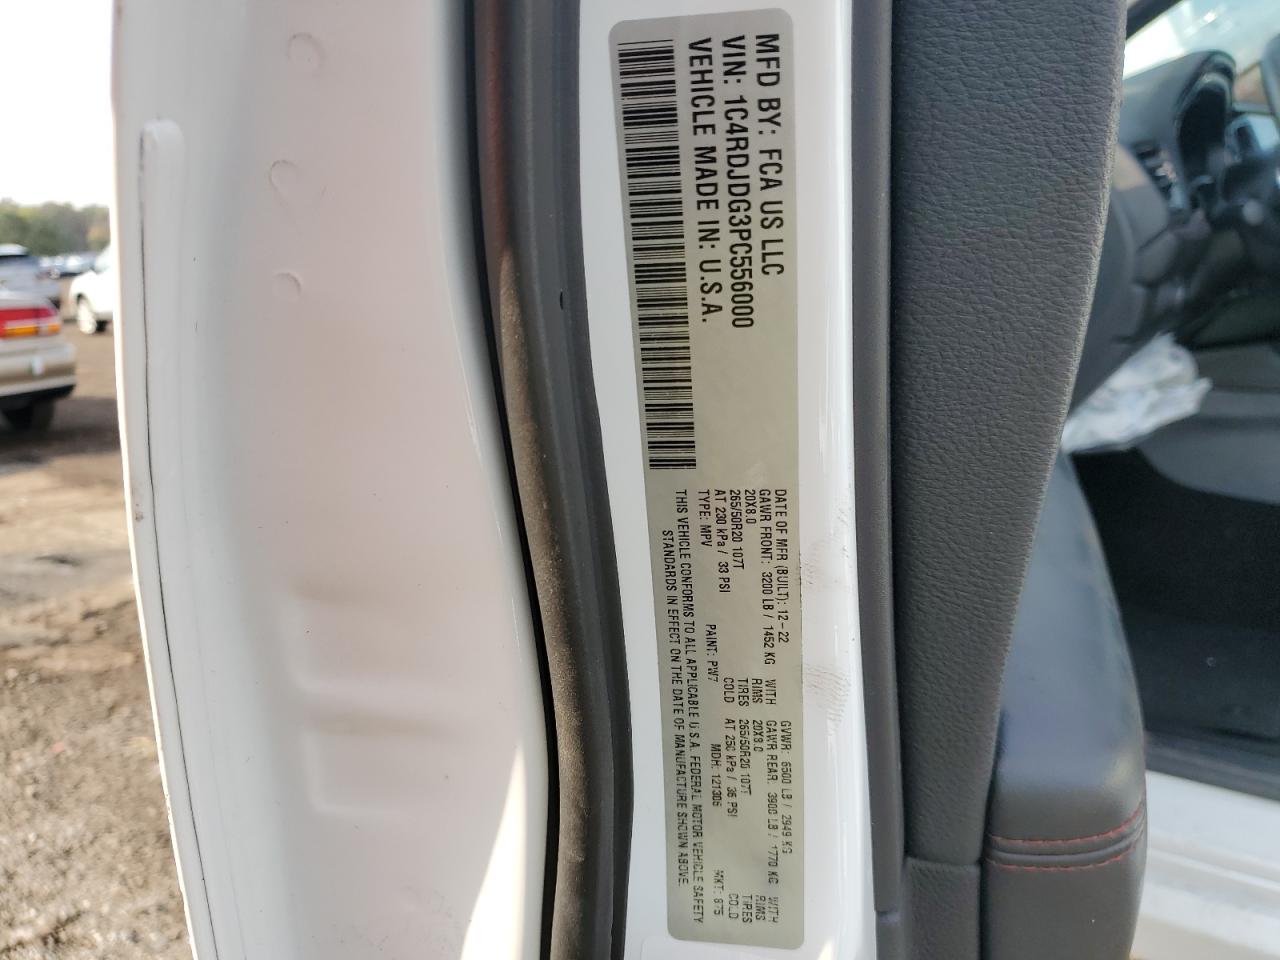 MFD BY: FCA US LLC
VIN: 1C4RDJDG3PC556000
VEHICLE MADE IN: U.S.A.
DATE OF MFR (BUILT): 12-22 GVWR: 6500 LB / 2949 KG
GAWR FRONT: 3200 LB / 1452 KG WITH GAWR REAR: 3900 LB / 1770 KG WITH
20X8.0 RIMS 20X8.0 RIMS
265/50R20 107T TIRES 265/50R20 107T TIRES
AT 230 kPa / 33 PSI COLD AT 250 kPa / 36 PSI COLD
TYPE: MPV PAINT: PW7 MDH: 121306 MKT: 875
THIS VEHICLE CONFORMS TO ALL APPLICABLE U.S.A. FEDERAL MOTOR VEHICLE SAFETY
STANDARDS IN EFFECT ON THE DATE OF MANUFACTURE SHOWN ABOVE.